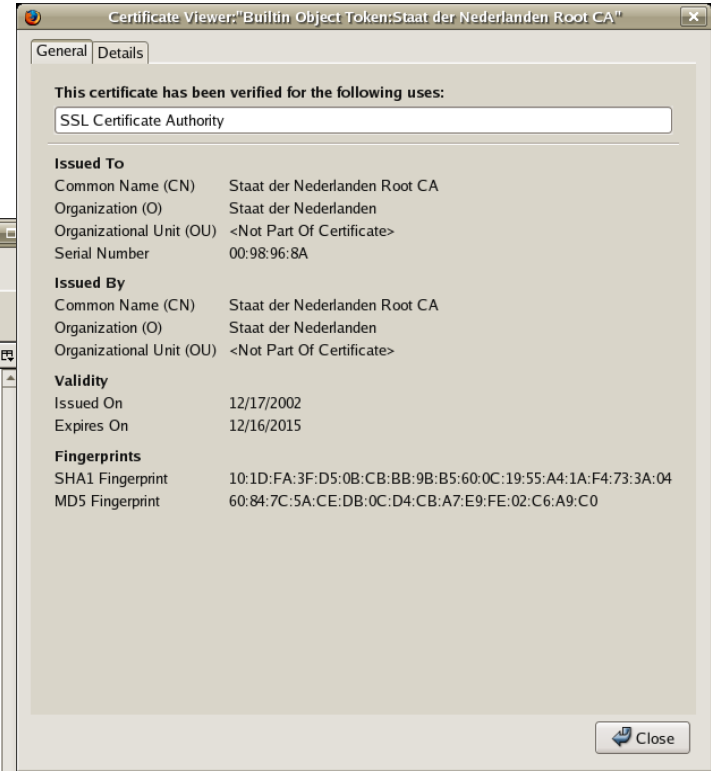 Certificate Viewer:"Builtin Object Token:Staat der Nederlanden Root CA"
General Details
This certificate has been verified for the following uses:
SSL Certificate Authority
Issued To
Common Name (CN) Staat der Nederlanden Root CA
Organization (O) Staat der Nederlanden
Organizational Unit (OU) <Not Part Of Certificate>
Serial Number 00:98:96:8A
Issued By
Common Name (CN) Staat der Nederlanden Root CA
Organization (O) Staat der Nederlanden
Organizational Unit (OU) <Not Part Of Certificate>
Validity
Issued On 12/17/2002
Expires On 12/16/2015
Fingerprints
SHA1 Fingerprint 10:1D:FA:3F:D5:0B:CB:BB:9B:B5:60:0C:19:55:A4:1A:F4:73:3A:04
MD5 Fingerprint 60:84:7C:5A:CE:DB:0C:D4:CB:A7:E9:FE:02:C6:A9:C0
Close